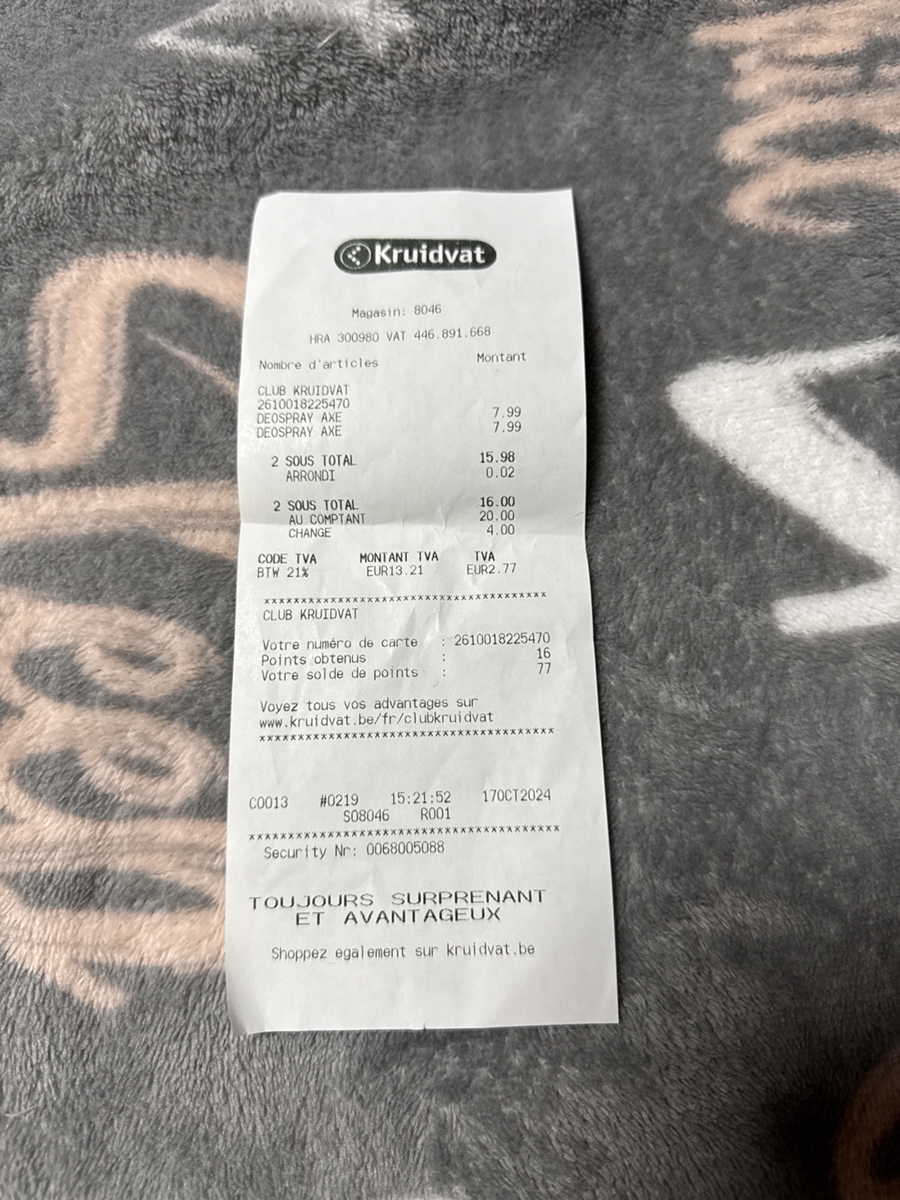 Kruidvat
Magasin: 8046
HRA 300980 VAT 446.891.668
Nombre d'articles Montant
CLUB KRUIDVAT
2610018225470
DEOSPRAY AXE 7.99
DEOSPRAY AXE 7.99
2 SOUS TOTAL 15.98
ARRONDI 0.02
2 SOUS TOTAL 16.00
AU COMPTANT 20.00
CHANGE 4.00
CODE TVA MONTANT TVA TVA
BTW 21% EUR13.21 EUR2.77
xxxxxxxxxxxxxxxxxxxxxxxxxxxxxxxxxxxxxxxx
CLUB KRUIDVAT
Votre numéro de carte : 2610018225470
Points obtenus : 16
Votre solde de points : 77
Voyez tous vos advantages sur
www.kruidvat.be/fr/clubkruidvat
xxxxxxxxxxxxxxxxxxxxxxxxxxxxxxxxxxxxxxxx
C0013 #0219 15:21:52 17OCT2024
S08046 R001
xxxxxxxxxxxxxxxxxxxxxxxxxxxxxxxxxxxxxxxx
Security Nr: 0068005088
TOUJOURS SURPRENANT
ET AVANTAGEUX
Shoppez egalement sur kruidvat.be